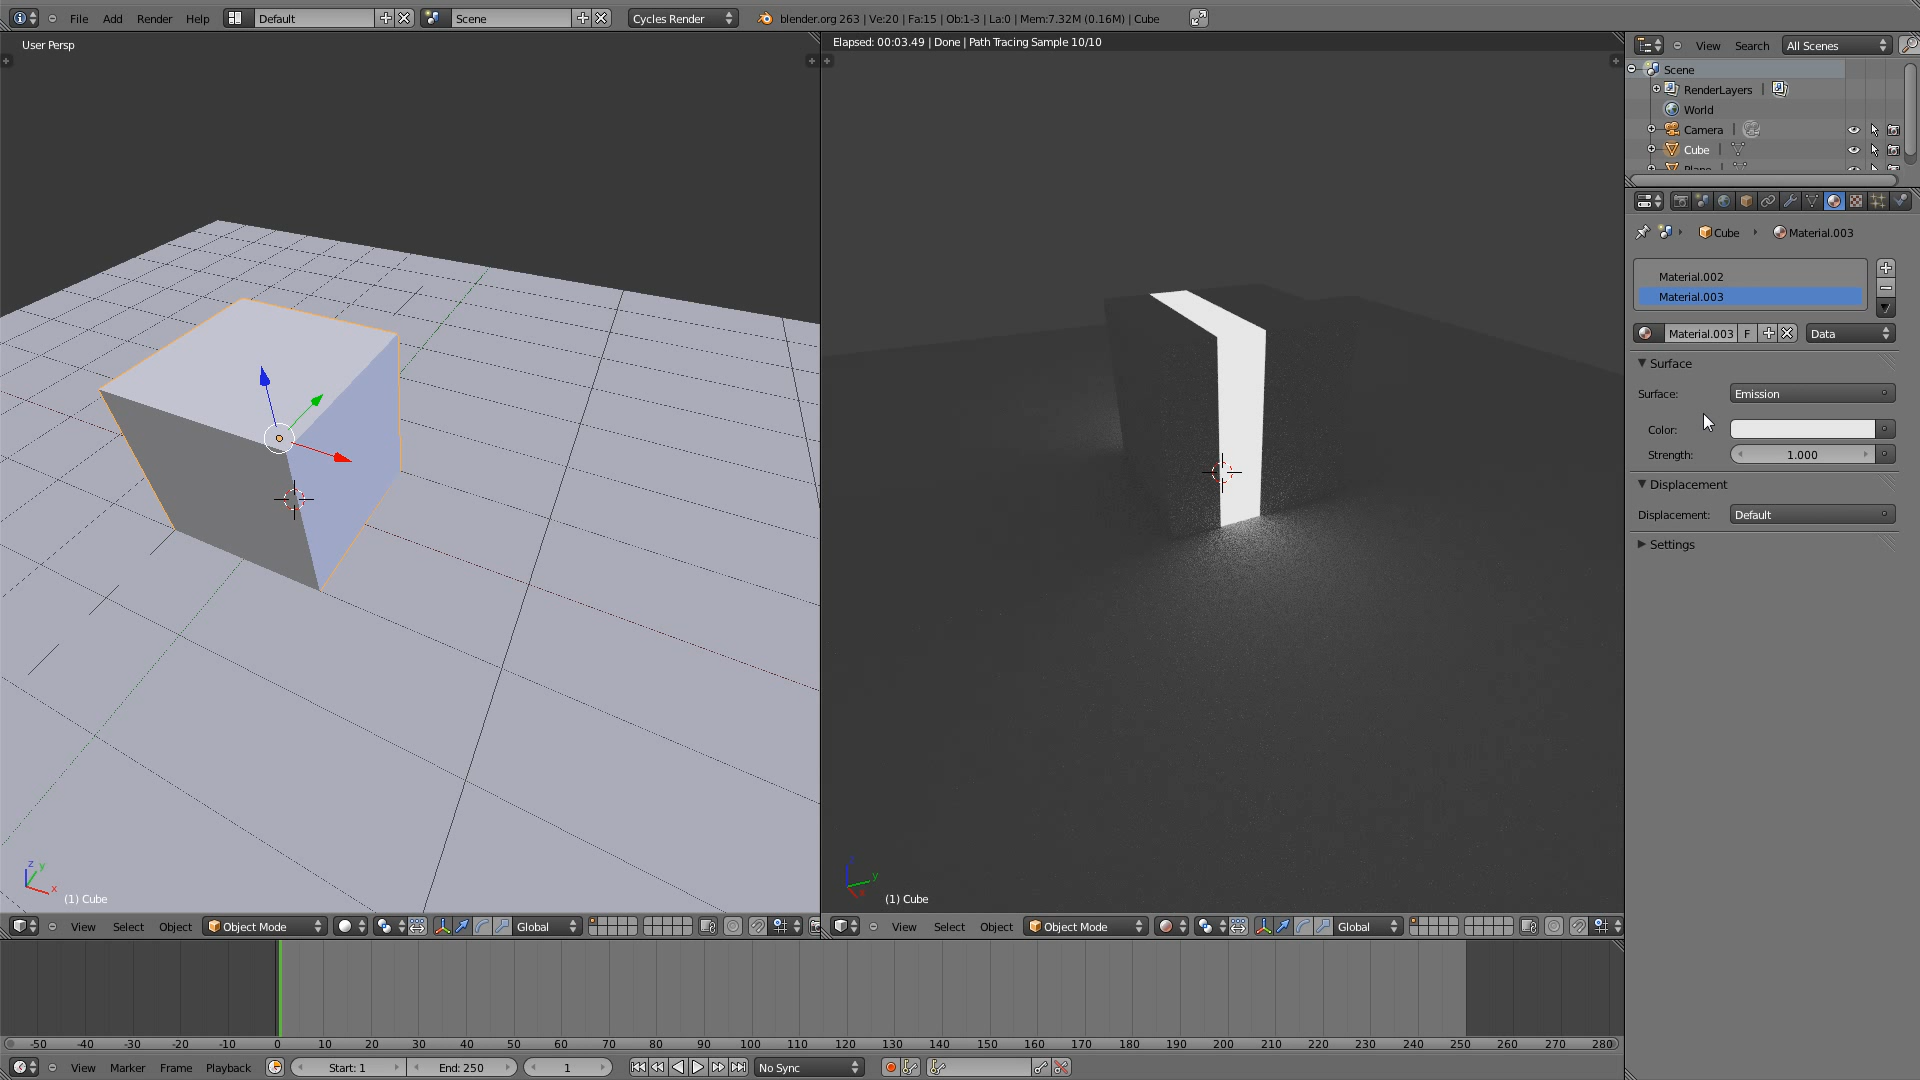 File Add Render Help Default Scene Cycles Render blender.org 263 | Ve:20 | Fa:15 | Ob:1-3 | La:0 | Mem:7.32M (0.16M) | Cube
User Persp
Elapsed: 00:03.49 | Done | Path Tracing Sample 10/10
View Search All Scenes
Scene
RenderLayers
World
Camera
Cube
Plane
Cube Material.003
Material.002
Material.003
Material.003 F Data
Surface
Surface: Emission
Color:
Strength: 1.000
Displacement
Displacement: Default
Settings
z y x
(1) Cube
y
(1) Cube
View Select Object Object Mode Global
View Select Object Object Mode Global
-50 -40 -30 -20 -10 0 10 20 30 40 50 60 70 80 90 100 110 120 130 140 150 160 170 180 190 200 210 220 230 240 250 260 270 280
View Marker Frame Playback Start: 1 End: 250 1 No Sync